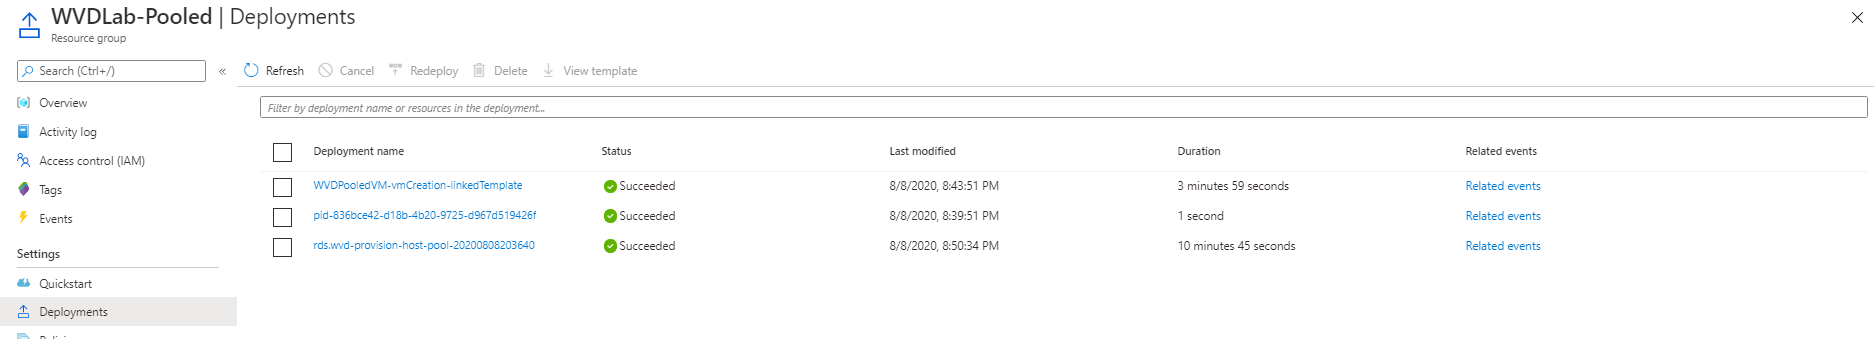 WVDLab-Pooled | Deployments
Resource group
Search (Ctrl+/)
«
Refresh Cancel Redeploy Delete View template
Overview
Activity log
Access control (IAM)
Tags
Events
Settings
Quickstart
Deployments
Filter by deployment name or resources in the deployment...
Deployment name Status Last modified Duration Related events
WVDPooledVM-vmCreation-linkedTemplate Succeeded 8/8/2020, 8:43:51 PM 3 minutes 59 seconds Related events
pid-836bce42-d18b-4b20-9725-d967d519426f Succeeded 8/8/2020, 8:39:51 PM 1 second Related events
rds.wvd-provision-host-pool-20200808203640 Succeeded 8/8/2020, 8:50:34 PM 10 minutes 45 seconds Related events